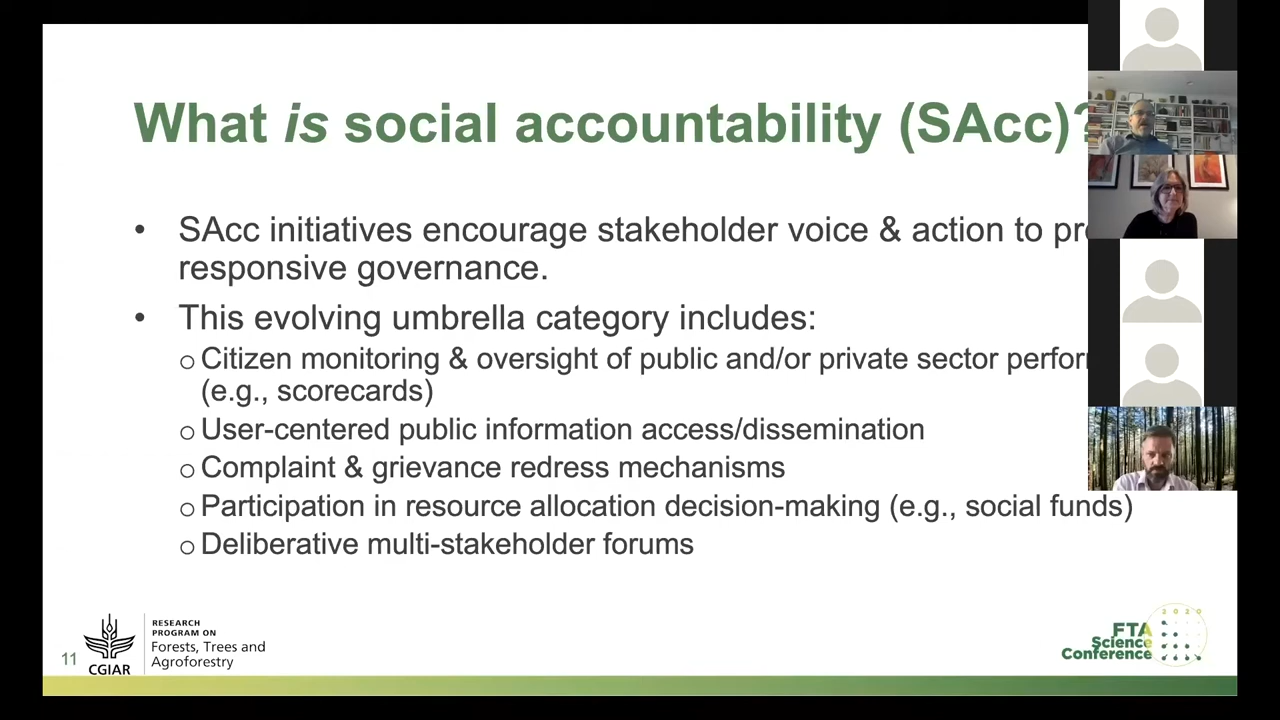 What is social accountability (SAcc)?
• SAcc initiatives encourage stakeholder voice & action to
responsive governance.
• This evolving umbrella category includes:
o Citizen monitoring & oversight of public and/or private sector
(e.g., scorecards)
o User-centered public information access/dissemination
o Complaint & grievance redress mechanisms
o Participation in resource allocation decision-making (e.g., social funds)
o Deliberative multi-stakeholder forums
11
CGIAR
RESEARCH
PROGRAM ON
Forests, Trees and
Agroforestry
2020
FTA
Science
Conference